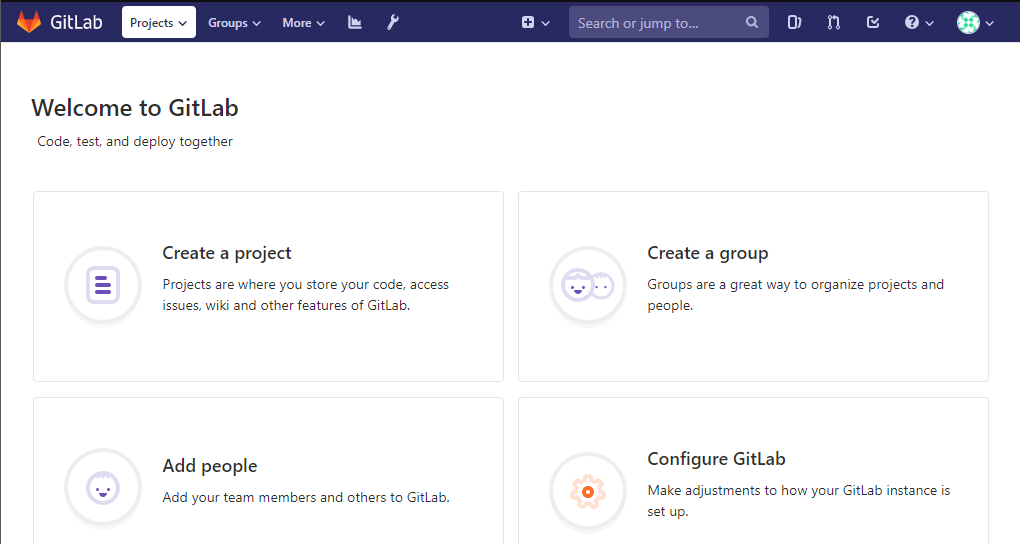 GitLab Projects Groups More Search or jump to...
Welcome to GitLab
Code, test, and deploy together
Create a project
Projects are where you store your code, access
issues, wiki and other features of GitLab.
Create a group
Groups are a great way to organize projects and
people.
Add people
Add your team members and others to GitLab.
Configure GitLab
Make adjustments to how your GitLab instance is
set up.